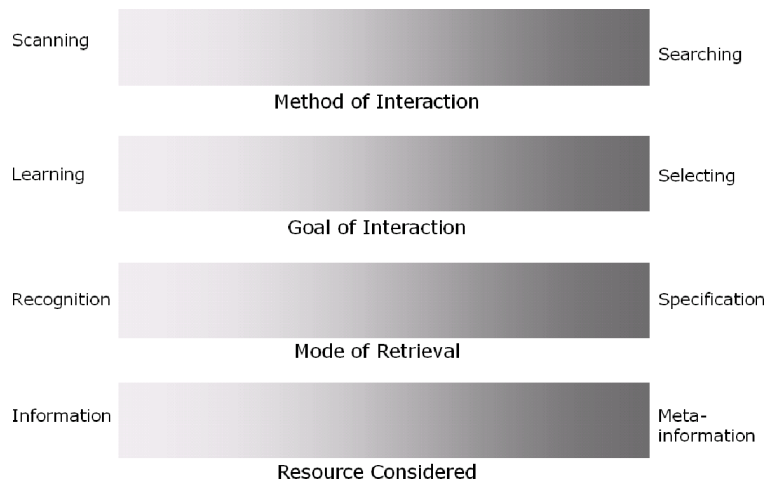 Scanning
Searching
Method of Interaction
Learning
Selecting
Goal of Interaction
Recognition
Specification
Mode of Retrieval
Information
Meta-
information
Resource Considered